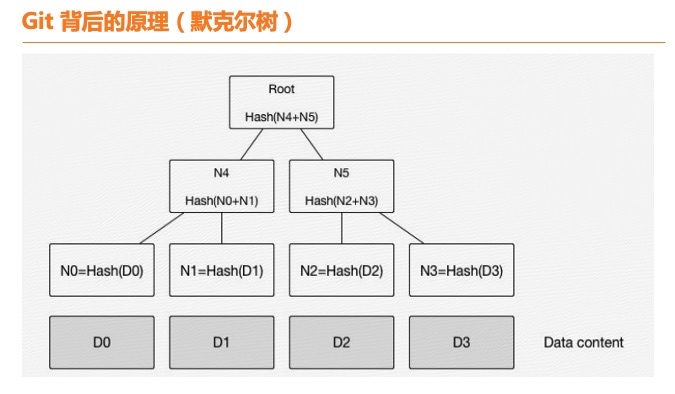 Git 背后的原理（默克尔树）
Root
Hash(N4+N5)
N4
N5
Hash(N0+N1)
Hash(N2+N3)
N0=Hash(D0)
N1=Hash(D1)
N2=Hash(D2)
N3=Hash(D3)
D0
D1
D2
D3
Data content